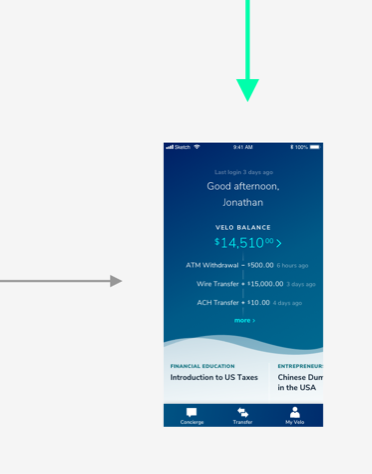 Sketch 9:41 AM 100%
Last login 3 days ago
Good afternoon,
Jonathan
VELO BALANCE
$14,510.00 >
ATM Withdrawal – $500.00 6 hours ago
Wire Transfer + $15,000.00 3 days ago
ACH Transfer + $10.00 4 days ago
more >
FINANCIAL EDUCATION
Introduction to US Taxes
ENTREPRENEUR
Chinese Dum
in the USA
Concierge Transfer My Velo